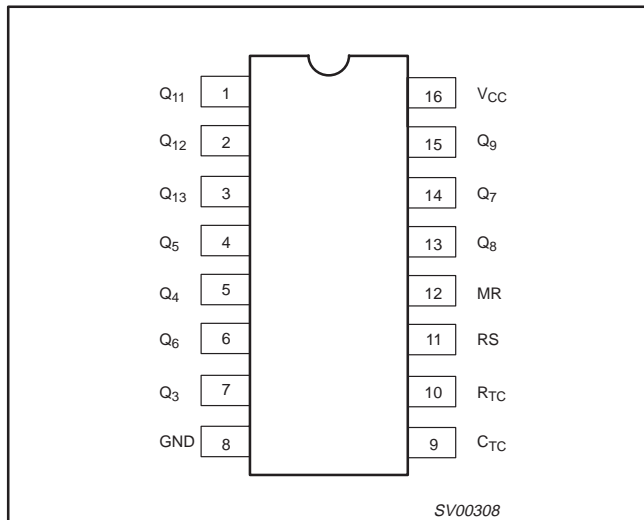 Q11 1 16 VCC
Q12 2 15 Q9
Q13 3 14 Q7
Q5 4 13 Q8
Q4 5 12 MR
Q6 6 11 RS
Q3 7 10 RTC
GND 8 9 CTC
SV00308